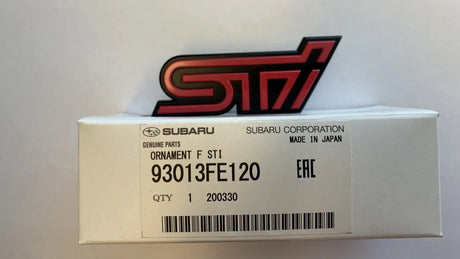 STi
SUBARU
SUBARU CORPORATION
GENUINE PARTS
MADE IN JAPAN
ORNAMENT F STI
93013FE120
EAC
QTY 1 200330